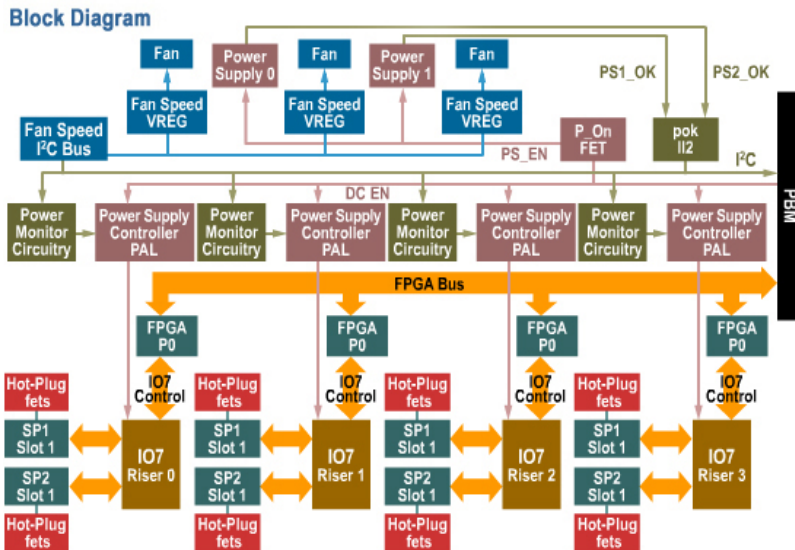 Block Diagram
Fan
Power
Supply 0
Fan
Power
Supply 1
Fan
PS1_OK
PS2_OK
Fan Speed
VREG
Fan Speed
VREG
Fan Speed
VREG
Fan Speed
I²C Bus
P_On
FET
pok
II2
PS_EN
I²C
PBM
DC EN
Power
Monitor
Circuitry
Power Supply
Controller
PAL
Power
Monitor
Circuitry
Power Supply
Controller
PAL
Power
Monitor
Circuitry
Power Supply
Controller
PAL
Power
Monitor
Circuitry
Power Supply
Controller
PAL
FPGA Bus
FPGA
P0
FPGA
P0
FPGA
P0
FPGA
P0
Hot-Plug
fets
IO7
Control
Hot-Plug
fets
IO7
Control
Hot-Plug
fets
IO7
Control
Hot-Plug
fets
IO7
Control
SP1
Slot 1
IO7
Riser 0
SP1
Slot 1
IO7
Riser 1
SP1
Slot 1
IO7
Riser 2
SP1
Slot 1
IO7
Riser 3
SP2
Slot 1
SP2
Slot 1
SP2
Slot 1
SP2
Slot 1
Hot-Plug
fets
Hot-Plug
fets
Hot-Plug
fets
Hot-Plug
fets